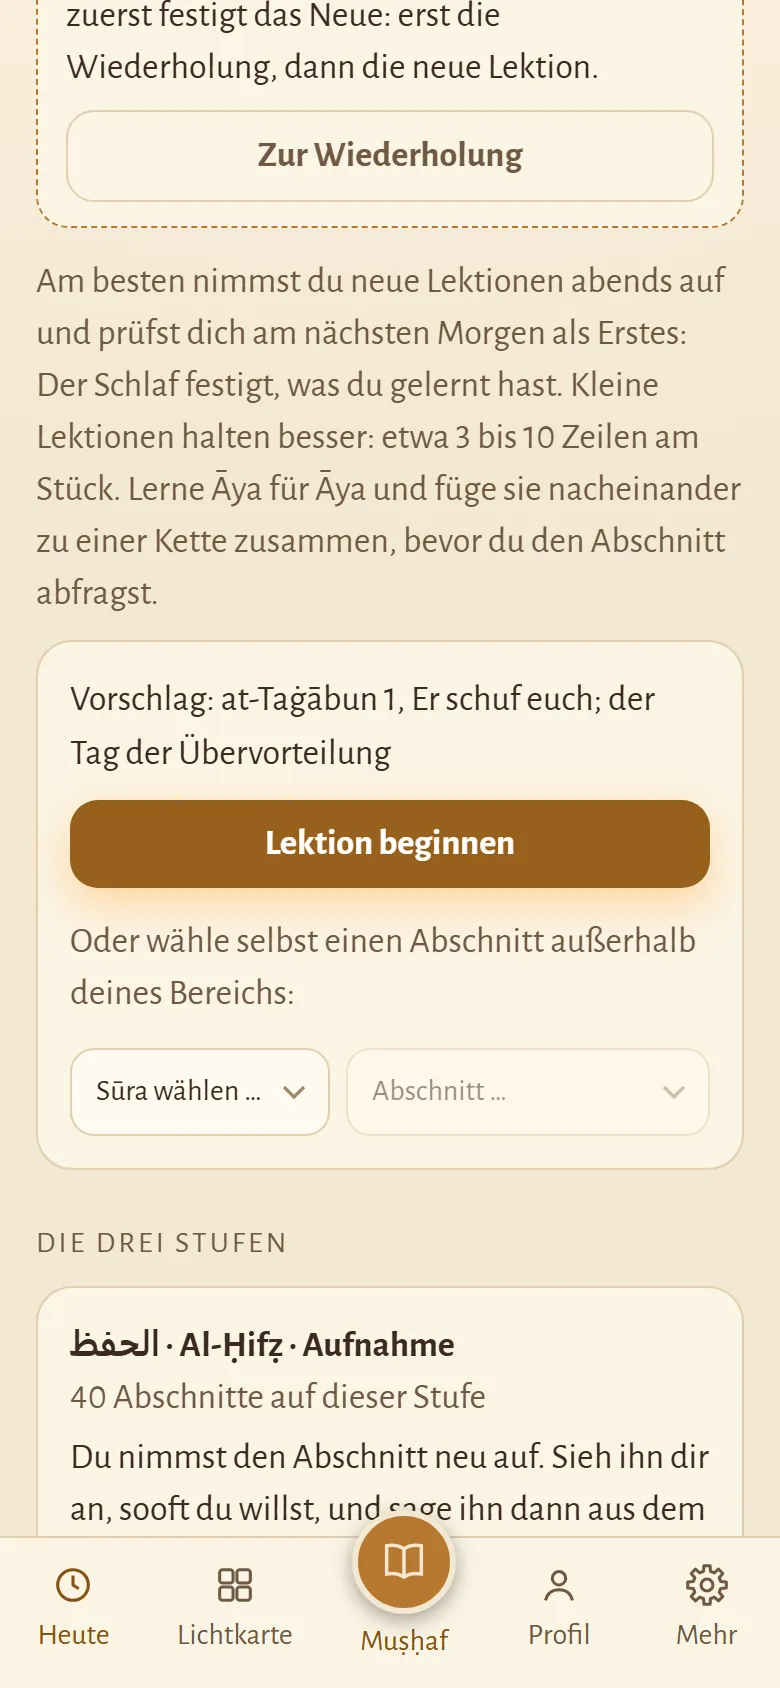 zuerst festigt das Neue: erst die
Wiederholung, dann die neue Lektion.
Zur Wiederholung
Am besten nimmst du neue Lektionen abends auf
und prüfst dich am nächsten Morgen als Erstes:
Der Schlaf festigt, was du gelernt hast. Kleine
Lektionen halten besser: etwa 3 bis 10 Zeilen am
Stück. Lerne Āya für Āya und füge sie nacheinander
zu einer Kette zusammen, bevor du den Abschnitt
abfragst.
Vorschlag: at-Taġābun 1, Er schuf euch; der
Tag der Übervorteilung
Lektion beginnen
Oder wähle selbst einen Abschnitt außerhalb
deines Bereichs:
Sūra wählen …
Abschnitt …
DIE DREI STUFEN
الحفظ · Al-Ḥifẓ · Aufnahme
40 Abschnitte auf dieser Stufe
Du nimmst den Abschnitt neu auf. Sieh ihn dir
an, sooft du willst, und sage ihn dann aus dem
Heute
Lichtkarte
Muṣḥaf
Profil
Mehr